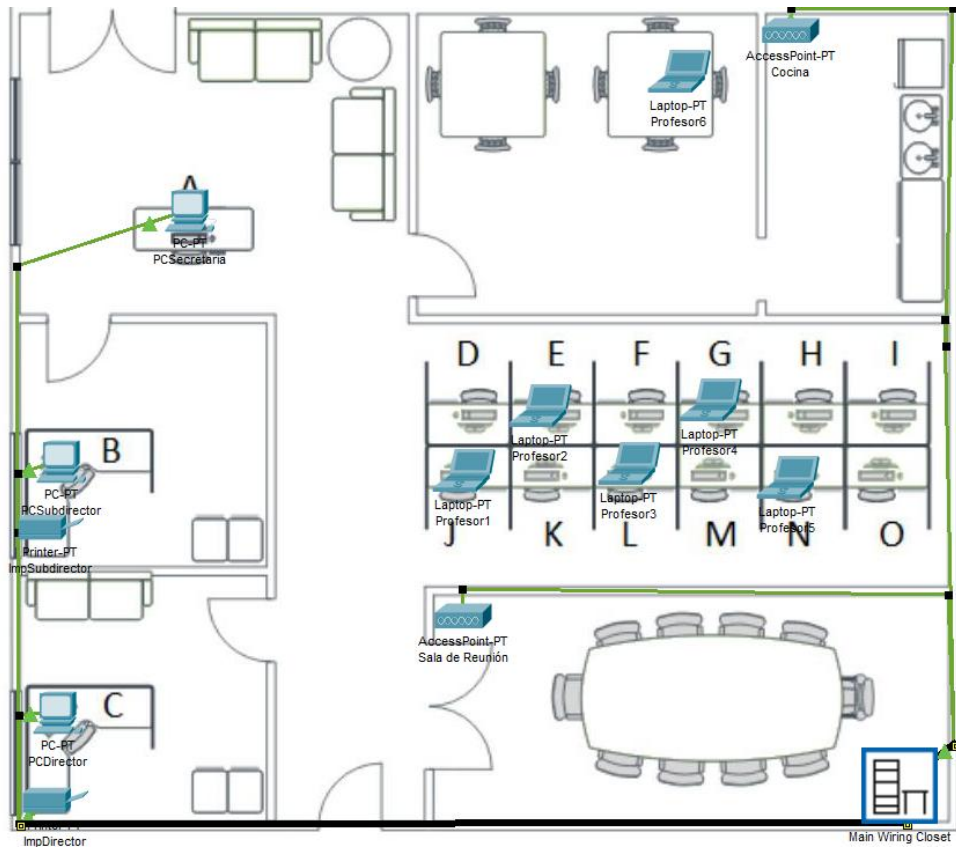 AccessPoint-PT
Cocina
Laptop-PT
Profesor6
A
PC-PT
PCSecretaria
D E F G H I
Laptop-PT
Profesor2
Laptop-PT
Profesor4
B
PC-PT
PCSubdirector
Laptop-PT
Profesor1
Laptop-PT
Profesor3
Laptop-PT
Profesor5
J K L M N O
Printer-PT
ImpSubdirector
AccessPoint-PT
Sala de Reunión
C
PC-PT
PCDirector
Printer-PT
ImpDirector
Main Wiring Closet